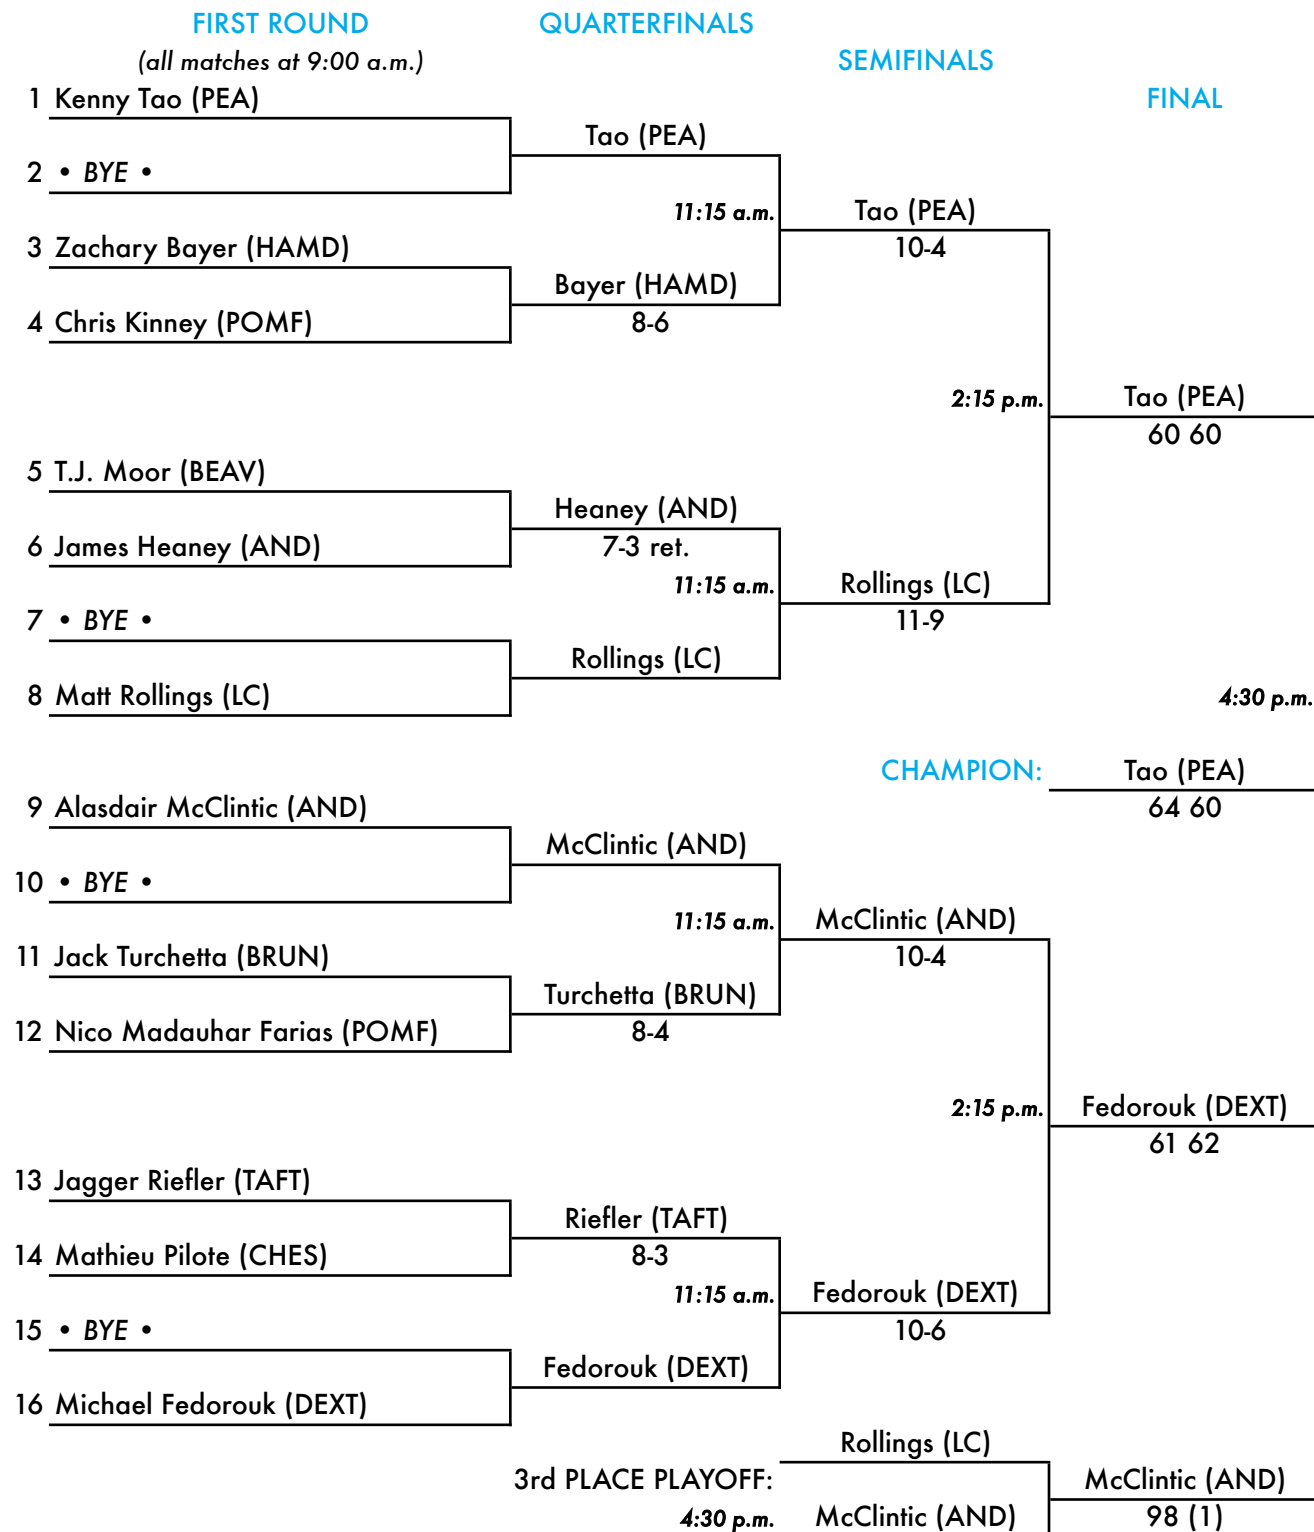 FIRST ROUND
QUARTERFINALS
(all matches at 9:00 a.m.)
SEMIFINALS
1 Kenny Tao (PEA)
FINAL
Tao (PEA)
2 • BYE •
11:15 a.m.
Tao (PEA)
3 Zachary Bayer (HAMD)
10-4
Bayer (HAMD)
4 Chris Kinney (POMF)
8-6
2:15 p.m.
Tao (PEA)
60 60
5 T.J. Moor (BEAV)
Heaney (AND)
6 James Heaney (AND)
7-3 ret.
11:15 a.m.
Rollings (LC)
7 • BYE •
11-9
Rollings (LC)
8 Matt Rollings (LC)
4:30 p.m.
CHAMPION:
Tao (PEA)
9 Alasdair McClintic (AND)
64 60
McClintic (AND)
10 • BYE •
11:15 a.m.
McClintic (AND)
11 Jack Turchetta (BRUN)
10-4
Turchetta (BRUN)
12 Nico Madauhar Farias (POMF)
8-4
2:15 p.m.
Fedorouk (DEXT)
61 62
13 Jagger Riefler (TAFT)
Riefler (TAFT)
14 Mathieu Pilote (CHES)
8-3
11:15 a.m.
Fedorouk (DEXT)
15 • BYE •
10-6
Fedorouk (DEXT)
16 Michael Fedorouk (DEXT)
Rollings (LC)
3rd PLACE PLAYOFF:
McClintic (AND)
4:30 p.m.
McClintic (AND)
98 (1)